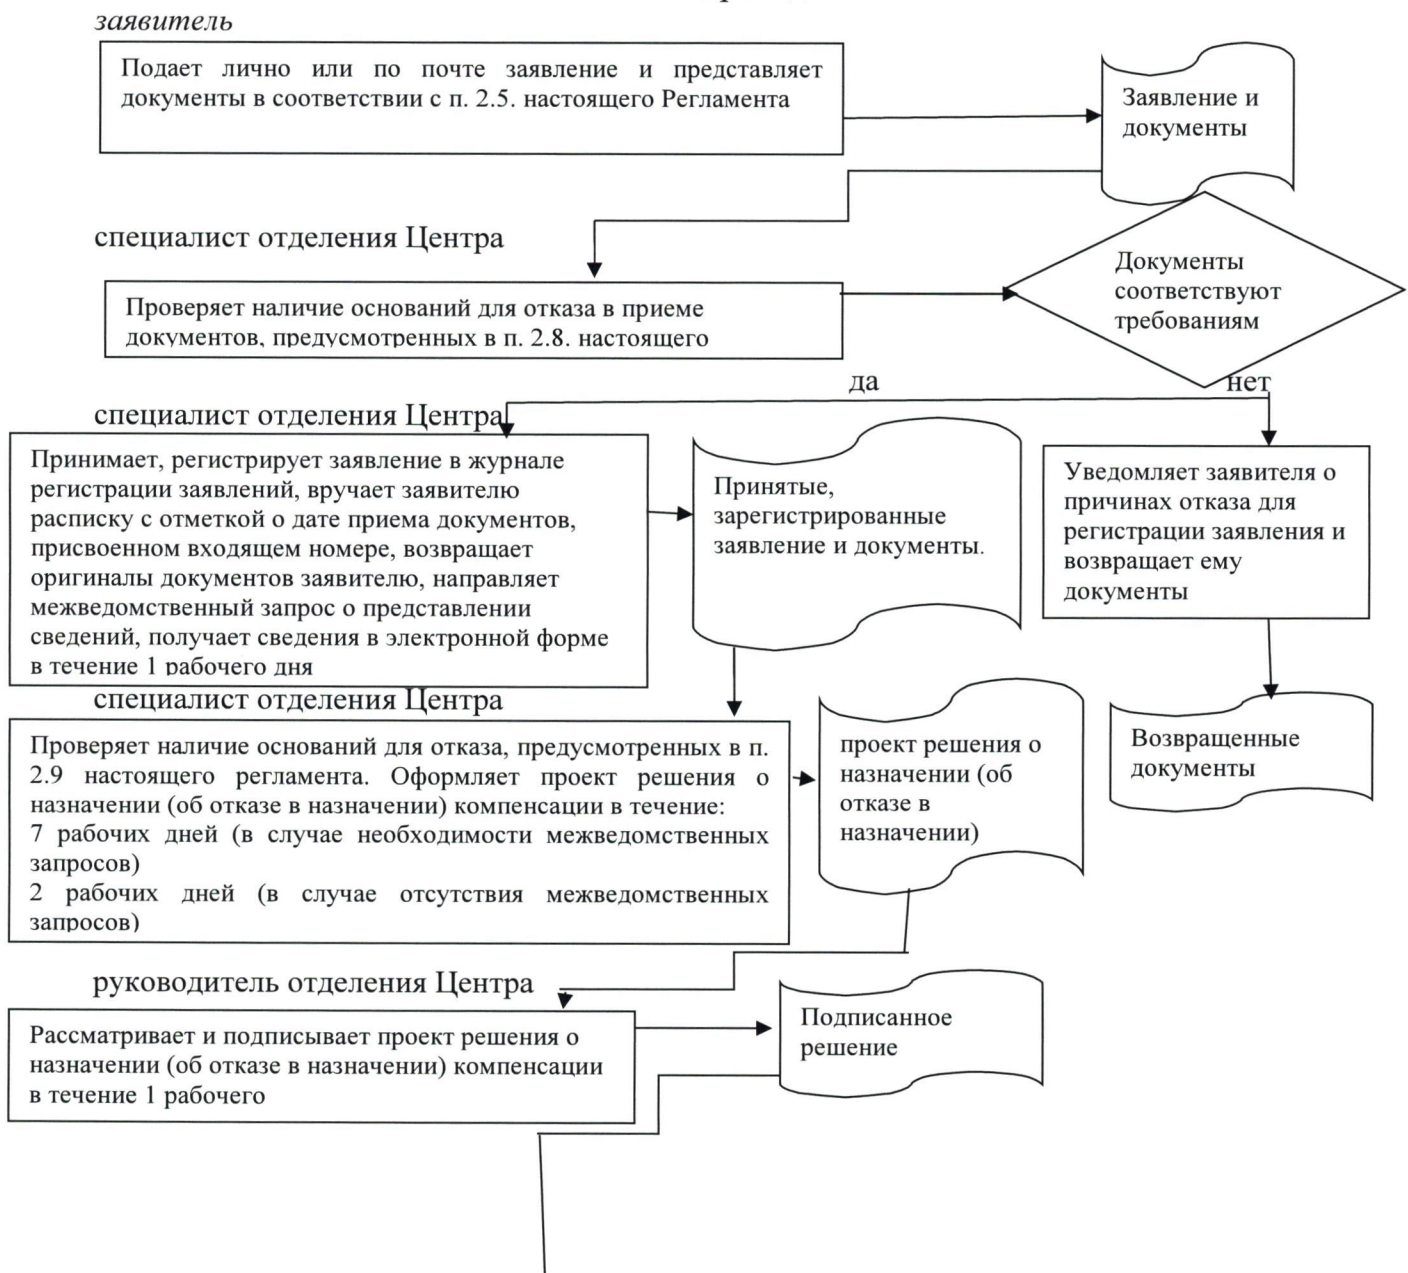 заявитель
Подает лично или по почте заявление и представляет
документы в соответствии с п. 2.5. настоящего Регламента
Заявление и
документы
специалист отделения Центра
Проверяет наличие оснований для отказа в приеме
документов, предусмотренных в п. 2.8. настоящего
Документы
соответствуют
требованиям
да
нет
специалист отделения Центра
Принимает, регистрирует заявление в журнале
регистрации заявлений, вручает заявителю
расписку с отметкой о дате приема документов,
присвоенном входящем номере, возвращает
оригиналы документов заявителю, направляет
межведомственный запрос о представлении
сведений, получает сведения в электронной форме
в течение 1 рабочего дня
Принятые,
зарегистрированные
заявление и документы.
Уведомляет заявителя о
причинах отказа для
регистрации заявления и
возвращает ему
документы
специалист отделения Центра
Проверяет наличие оснований для отказа, предусмотренных в п.
2.9 настоящего регламента. Оформляет проект решения о
назначении (об отказе в назначении) компенсации в течение:
7 рабочих дней (в случае необходимости межведомственных
запросов)
2 рабочих дней (в случае отсутствия межведомственных
запросов)
проект решения о
назначении (об
отказе в
назначении)
Возвращенные
документы
руководитель отделения Центра
Рассматривает и подписывает проект решения о
назначении (об отказе в назначении) компенсации
в течение 1 рабочего
Подписанное
решение